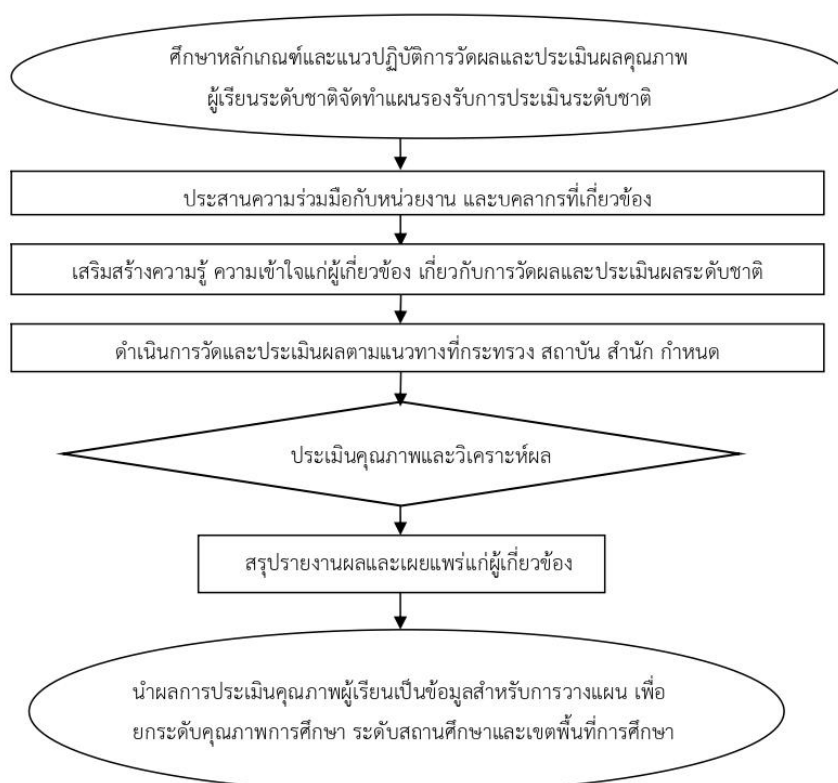 ศึกษาหลักเกณฑ์และแนวปฏิบัติการวัดผลและประเมินผลคุณภาพ
ผู้เรียนระดับชาติจัดทำแผนรองรับการประเมินระดับชาติ
ประสานความร่วมมือกับหน่วยงาน และบคลากรที่เกี่ยวข้อง
เสริมสร้างความรู้ ความเข้าใจแก่ผู้เกี่ยวข้อง เกี่ยวกับการวัดผลและประเมินผลระดับชาติ
ดำเนินการวัดและประเมินผลตามแนวทางที่กระทรวง สถาบัน สำนัก กำหนด
ประเมินคุณภาพและวิเคราะห์ผล
สรุปรายงานผลและเผยแพร่แก่ผู้เกี่ยวข้อง
นำผลการประเมินคุณภาพผู้เรียนเป็นข้อมูลสำหรับการวางแผน เพื่อ
ยกระดับคุณภาพการศึกษา ระดับสถานศึกษาและเขตพื้นที่การศึกษา